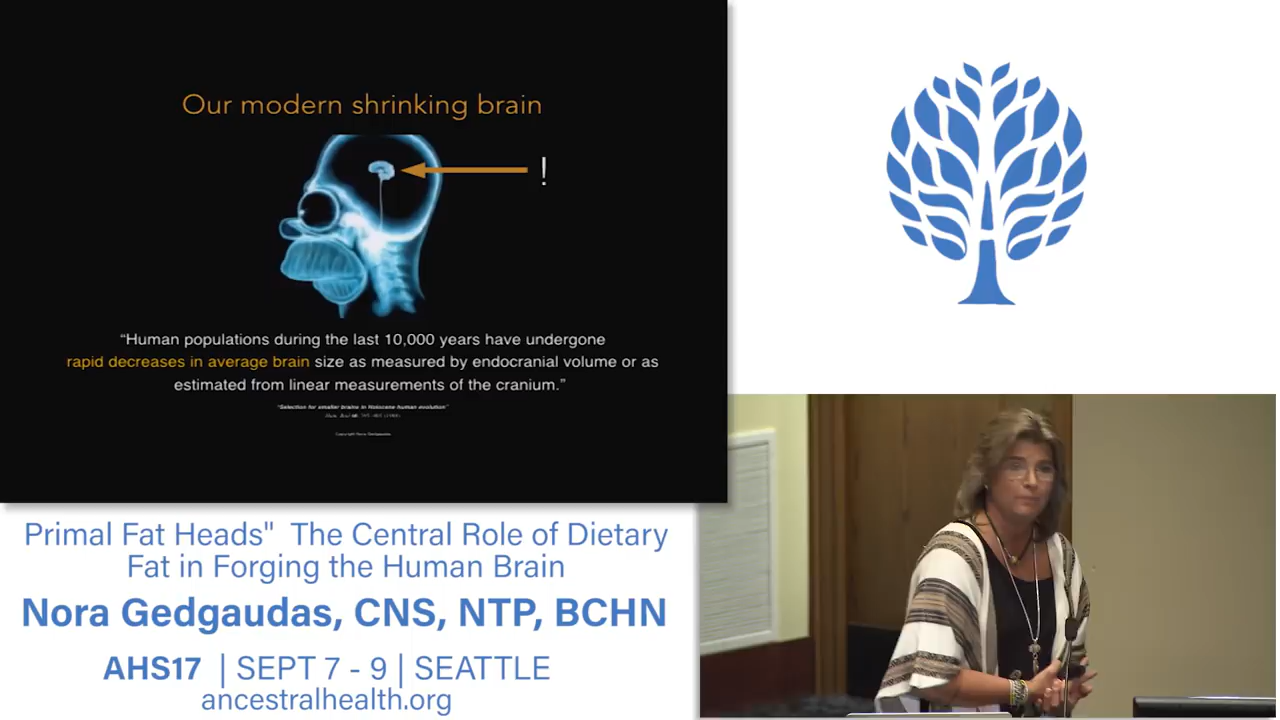 Our modern shrinking brain
!
“Human populations during the last 10,000 years have undergone
rapid decreases in average brain size as measured by endocranial volume or as
estimated from linear measurements of the cranium.”
"Selection for smaller brains in Holocene human evolution"
Copyright Nora Gedgaudas
Primal Fat Heads" The Central Role of Dietary
Fat in Forging the Human Brain
Nora Gedgaudas, CNS, NTP, BCHN
AHS17 | SEPT 7 - 9 | SEATTLE
ancestralhealth.org